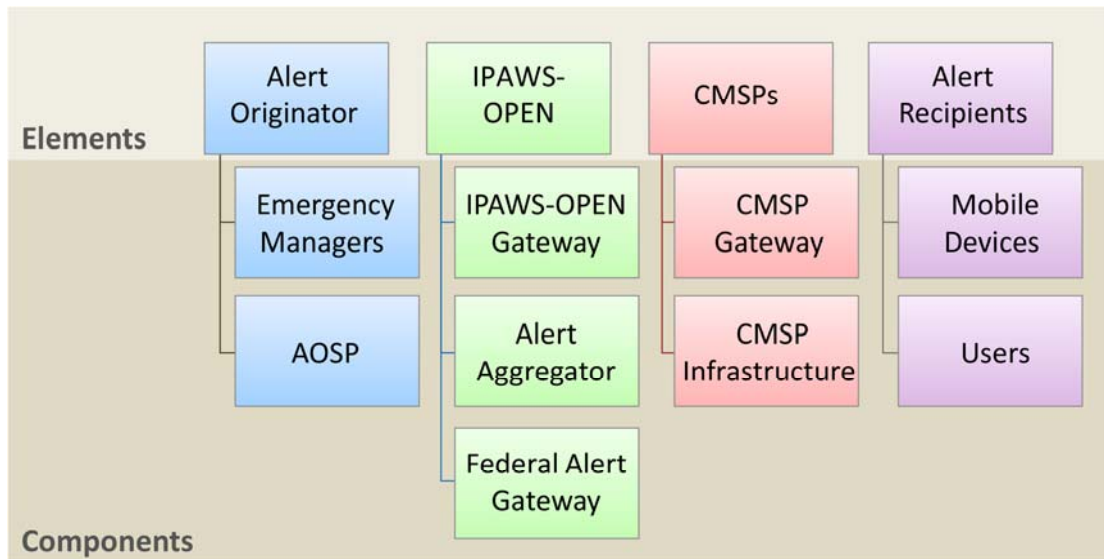 Alert
Originator
IPAWS-
OPEN
CMSPs
Alert
Recipients
Elements
Emergency
Managers
IPAWS-OPEN
Gateway
CMSP
Gateway
Mobile
Devices
AOSP
Alert
Aggregator
CMSP
Infrastructure
Users
Federal Alert
Gateway
Components